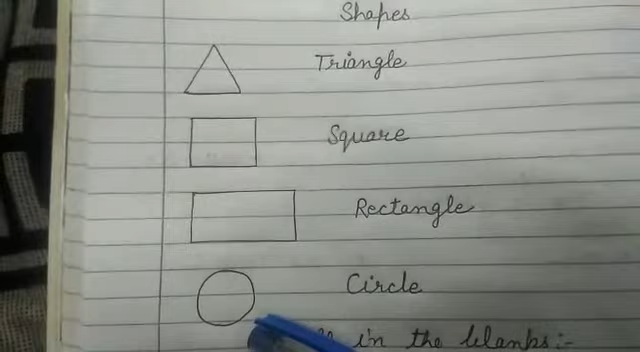 Shapes
Triangle
Square
Rectangle
Circle
in the blanks:-